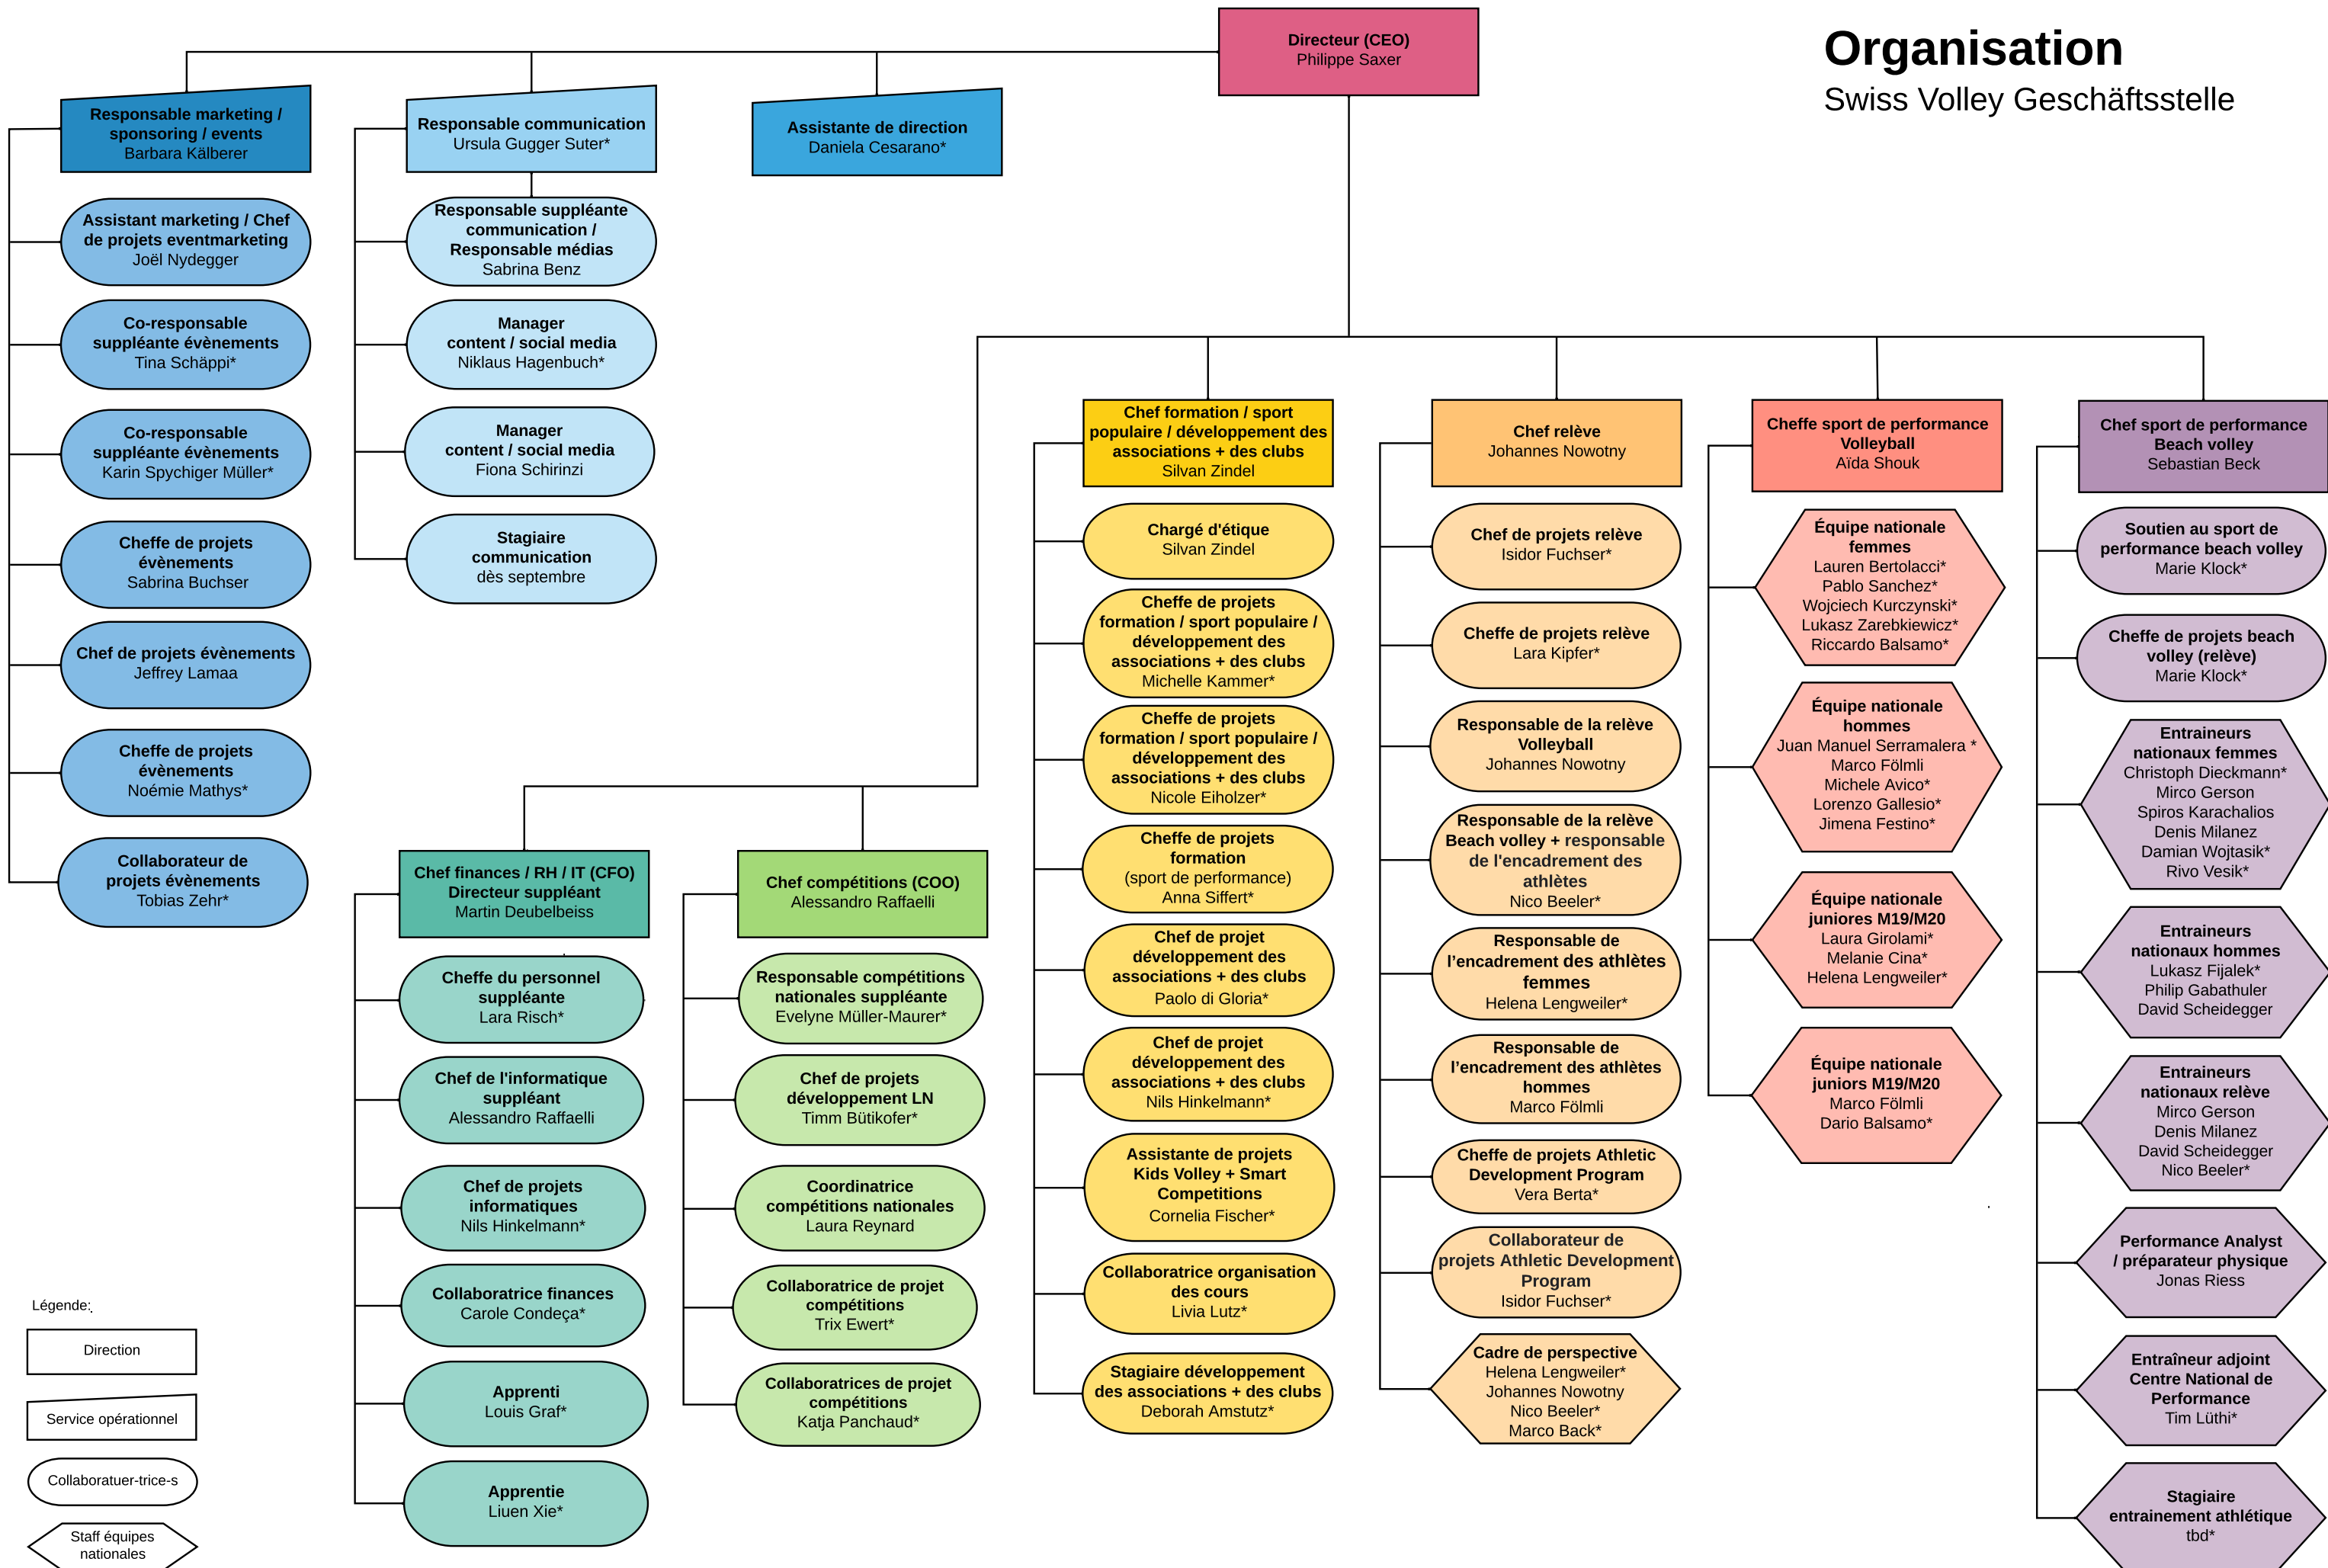 Organisation
Swiss Volley Geschäftsstelle
Directeur (CEO)
Philippe Saxer
Responsable marketing /
sponsoring / events
Barbara Kälberer
Assistant marketing / Chef
de projets eventmarketing
Joël Nydegger
Co-responsable
suppléante évènements
Tina Schäppi*
Co-responsable
suppléante évènements
Karin Spychiger Müller*
Cheffe de projets
évènements
Sabrina Buchser
Chef de projets évènements
Jeffrey Lamaa
Cheffe de projets
évènements
Noémie Mathys*
Collaborateur de
projets évènements
Tobias Zehr*
Responsable communication
Ursula Gugger Suter*
Responsable suppléante
communication /
Responsable médias
Sabrina Benz
Manager
content / social media
Niklaus Hagenbuch*
Manager
content / social media
Fiona Schirinzi
Stagiaire
communication
dès septembre
Assistante de direction
Daniela Cesarano*
Chef finances / RH / IT (CFO)
Directeur suppléant
Martin Deubelbeiss
Cheffe du personnel
suppléante
Lara Risch*
Chef de l'informatique
suppléant
Alessandro Raffaelli
Chef de projets
informatiques
Nils Hinkelmann*
Collaboratrice finances
Carole Condeça*
Apprenti
Louis Graf*
Apprentie
Liuen Xie*
Chef compétitions (COO)
Alessandro Raffaelli
Responsable compétitions
nationales suppléante
Evelyne Müller-Maurer*
Chef de projets
développement LN
Timm Bütikofer*
Coordinatrice
compétitions nationales
Laura Reynard
Collaboratrice de projet
compétitions
Trix Ewert*
Collaboratrices de projet
compétitions
Katja Panchaud*
Chef formation / sport
populaire / développement des
associations + des clubs
Silvan Zindel
Chargé d'étique
Silvan Zindel
Cheffe de projets
formation / sport populaire /
développement des
associations + des clubs
Michelle Kammer*
Cheffe de projets
formation / sport populaire /
développement des
associations + des clubs
Nicole Eiholzer*
Cheffe de projets
formation
(sport de performance)
Anna Siffert*
Chef de projet
développement des
associations + des clubs
Paolo di Gloria*
Chef de projet
développement des
associations + des clubs
Nils Hinkelmann*
Assistante de projets
Kids Volley + Smart
Competitions
Cornelia Fischer*
Collaboratrice organisation
des cours
Livia Lutz*
Stagiaire développement
des associations + des clubs
Deborah Amstutz*
Chef relève
Johannes Nowotny
Chef de projets relève
Isidor Fuchser*
Cheffe de projets relève
Lara Kipfer*
Responsable de la relève
Volleyball
Johannes Nowotny
Responsable de la relève
Beach volley + responsable
de l'encadrement des
athlètes
Nico Beeler*
Responsable de
l’encadrement des athlètes
femmes
Helena Lengweiler*
Responsable de
l’encadrement des athlètes
hommes
Marco Fölmli
Cheffe de projets Athletic
Development Program
Vera Berta*
Collaborateur de
projets Athletic Development
Program
Isidor Fuchser*
Cadre de perspective
Helena Lengweiler*
Johannes Nowotny
Nico Beeler*
Marco Back*
Cheffe sport de performance
Volleyball
Aïda Shouk
Équipe nationale
femmes
Lauren Bertolacci*
Pablo Sanchez*
Wojciech Kurczynski*
Lukasz Zarebkiewicz*
Riccardo Balsamo*
Équipe nationale
hommes
Juan Manuel Serramalera *
Marco Fölmli
Michele Avico*
Lorenzo Gallesio*
Jimena Festino*
Équipe nationale
juniores M19/M20
Laura Girolami*
Melanie Cina*
Helena Lengweiler*
Équipe nationale
juniors M19/M20
Marco Fölmli
Dario Balsamo*
Chef sport de performance
Beach volley
Sebastian Beck
Soutien au sport de
performance beach volley
Marie Klock*
Cheffe de projets beach
volley (relève)
Marie Klock*
Entraineurs
nationaux femmes
Christoph Dieckmann*
Mirco Gerson
Spiros Karachalios
Denis Milanez
Damian Wojtasik*
Rivo Vesik*
Entraineurs
nationaux hommes
Lukasz Fijalek*
Philip Gabathuler
David Scheidegger
Entraineurs
nationaux relève
Mirco Gerson
Denis Milanez
David Scheidegger
Nico Beeler*
Performance Analyst
/ préparateur physique
Jonas Riess
Entraîneur adjoint
Centre National de
Performance
Tim Lüthi*
Stagiaire
entrainement athlétique
tbd*
Légende:
Direction
Service opérationnel
Collaboratuer-trice-s
Staff équipes
nationales